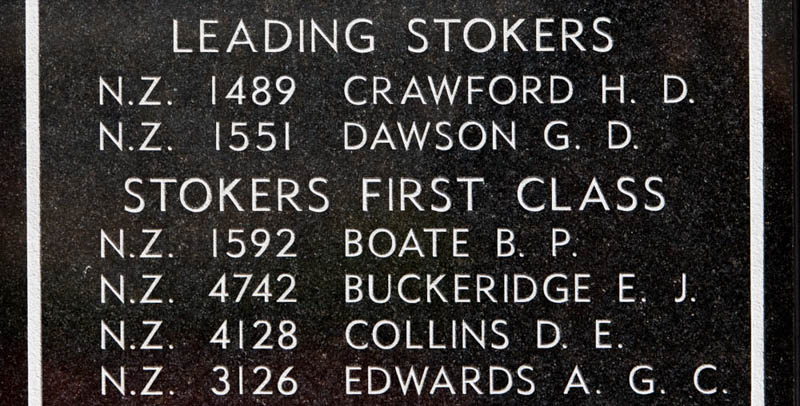 LEADING STOKERS
N.Z. 1489 CRAWFORD H. D.
N.Z. 1551 DAWSON G. D.
STOKERS FIRST CLASS
N.Z. 1592 BOATE B. P.
N.Z. 4742 BUCKERIDGE E. J.
N.Z. 4128 COLLINS D. E.
N.Z. 3126 EDWARDS A. G. C.